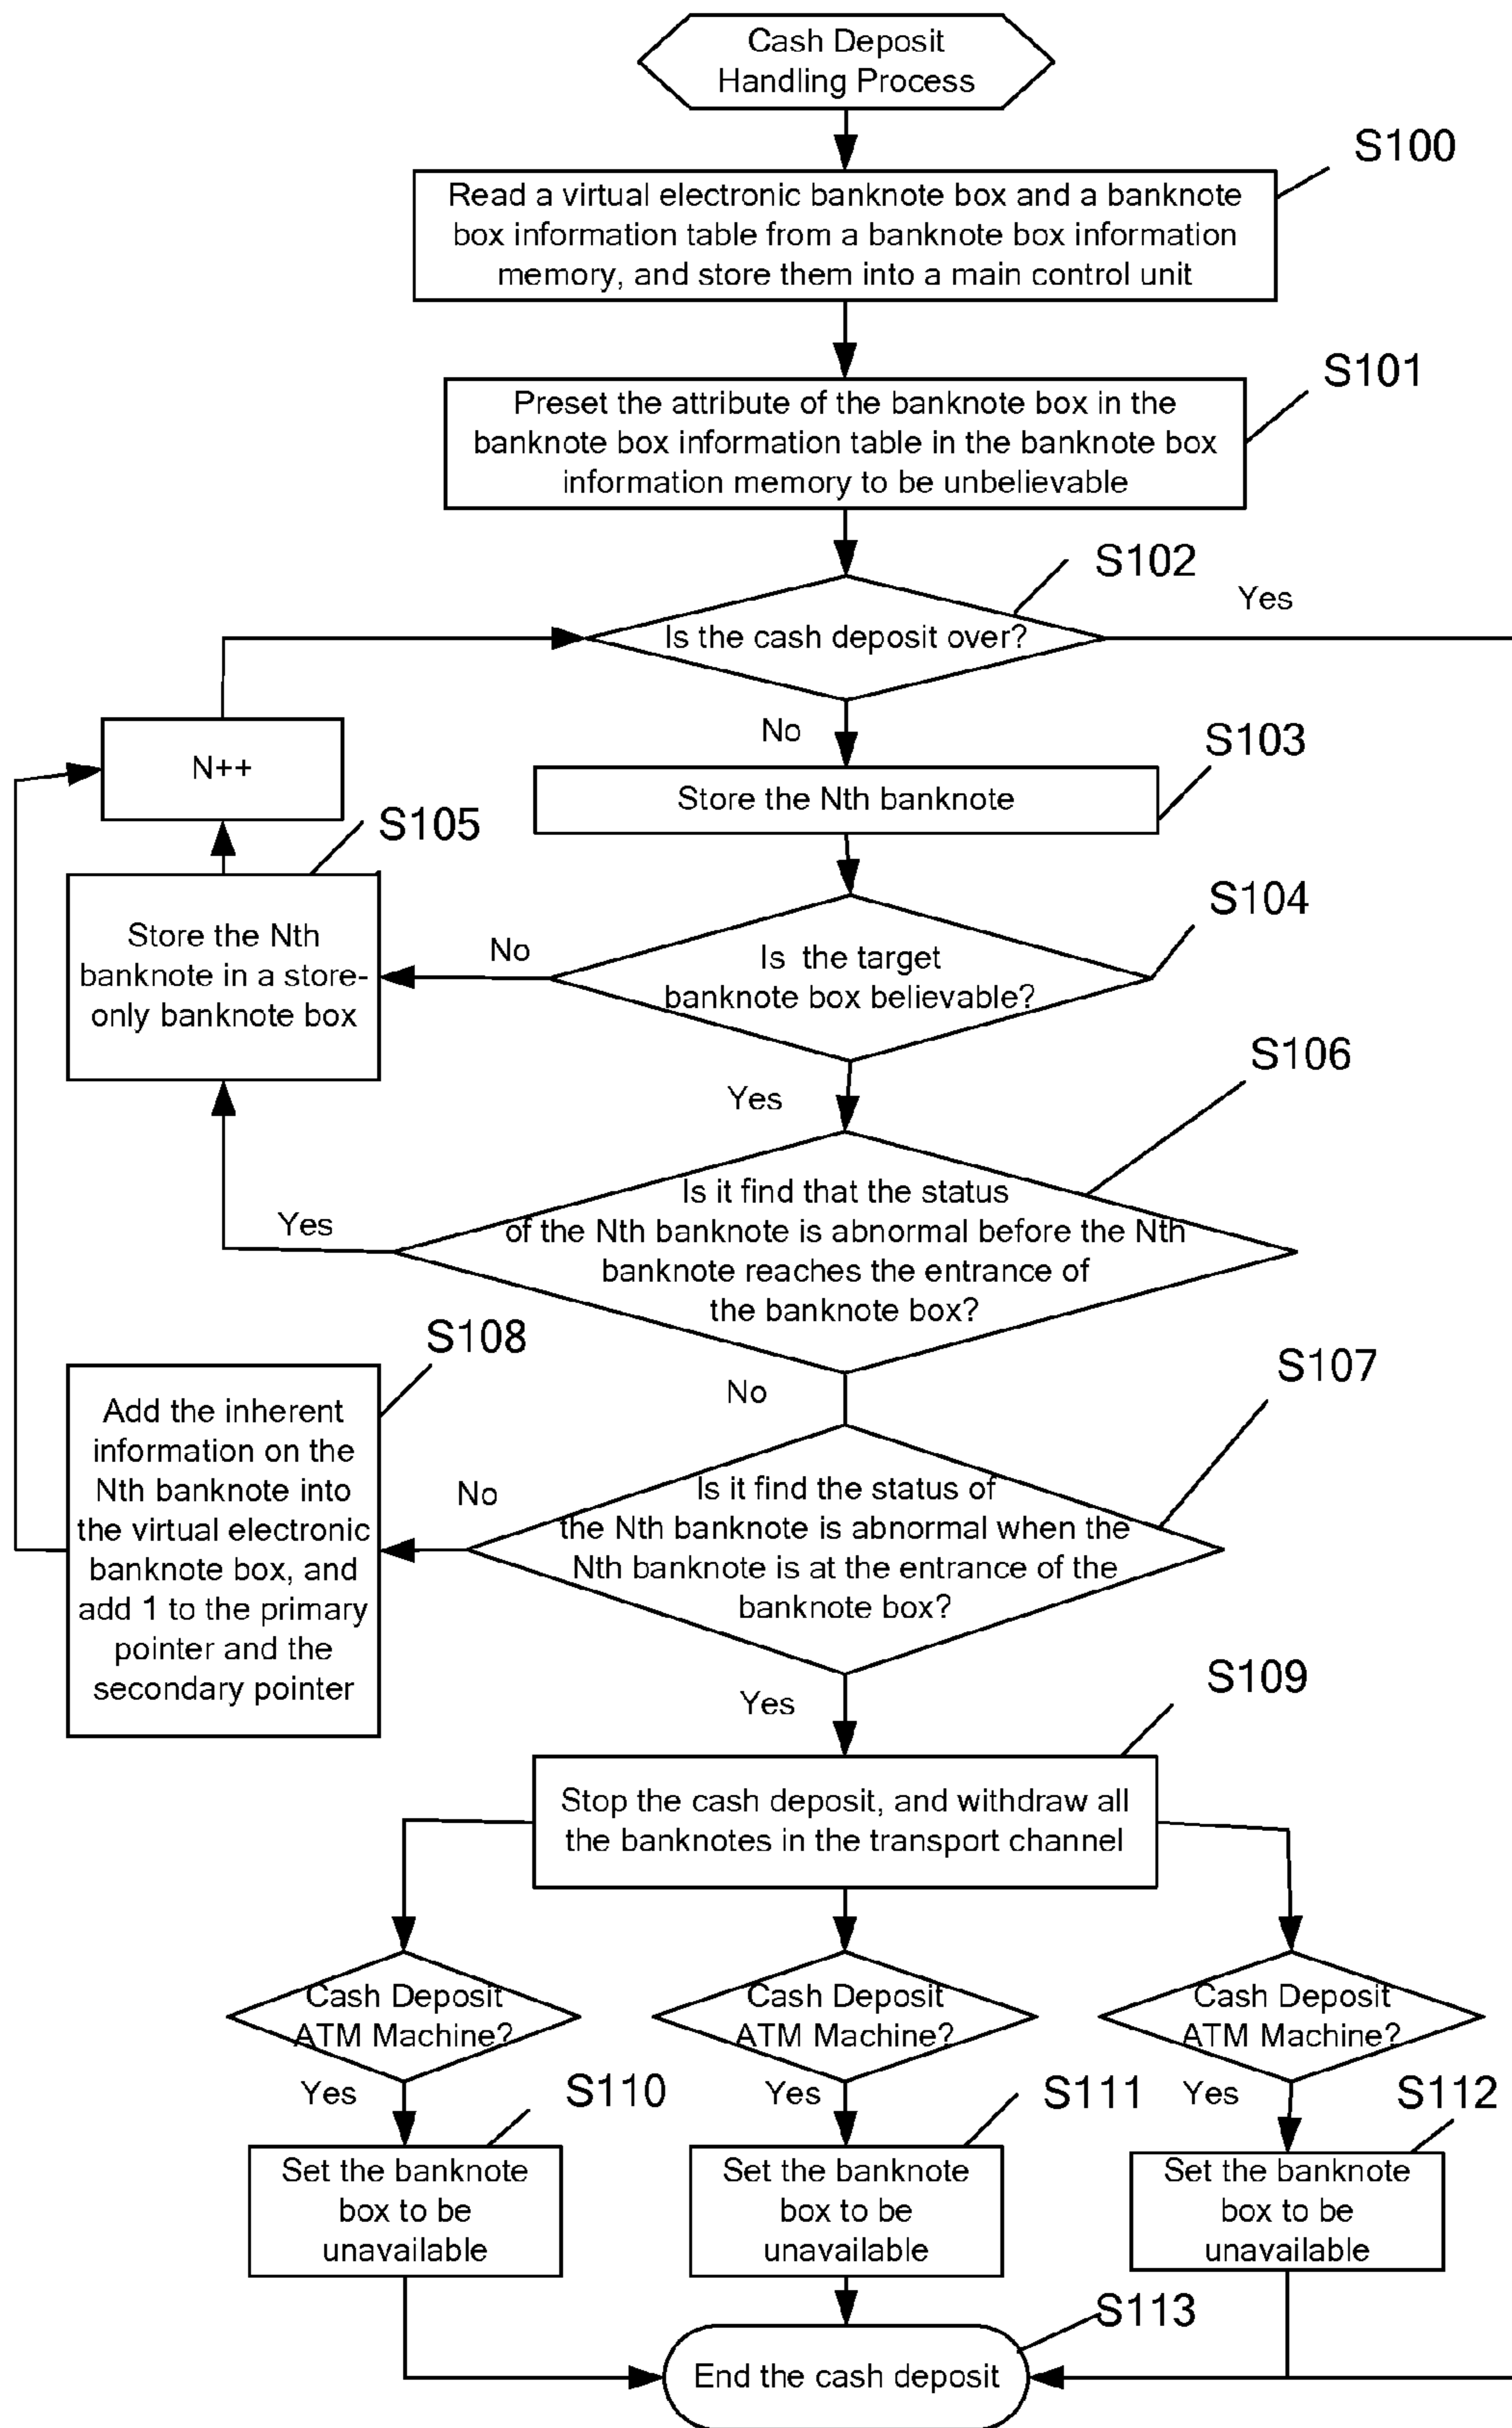 Cash Deposit
Handling Process
S100
Read a virtual electronic banknote box and a banknote
box information table from a banknote box information
memory, and store them into a main control unit
S101
Preset the attribute of the banknote box in the
banknote box information table in the banknote box
information memory to be unbelievable
S102
Yes
Is the cash deposit over?
No
S103
N++
Store the Nth banknote
S105
S104
Store the Nth
banknote in a store-
only banknote box
No
Is the target
banknote box believable?
S106
Yes
Is it find that the status
of the Nth banknote is abnormal before the Nth
banknote reaches the entrance of
the banknote box?
Yes
S108
S107
No
Add the inherent
information on the
Nth banknote into
the virtual electronic
banknote box, and
add 1 to the primary
pointer and the
secondary pointer
No
Is it find the status of
the Nth banknote is abnormal when the
Nth banknote is at the entrance of the
banknote box?
S109
Yes
Stop the cash deposit, and withdraw all
the banknotes in the transport channel
Cash Deposit
ATM Machine?
Cash Deposit
ATM Machine?
Cash Deposit
ATM Machine?
Yes
S110
Yes
S111
Yes
S112
Set the banknote
box to be
unavailable
Set the banknote
box to be
unavailable
Set the banknote
box to be
unavailable
S113
End the cash deposit